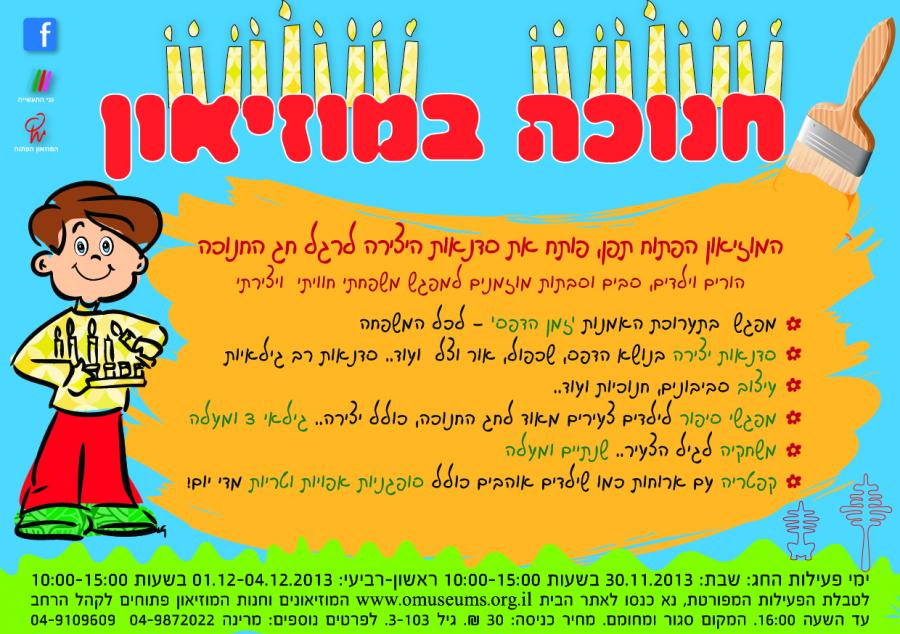 f
גני התעשייה
המוזיאון הפתוח
חנוכה במוזיאון
המוזיאון הפתוח תפן, פותח את סדנאות היצירה לרגל חג החנוכה
הורים וילדים, סבים וסבתות מוזמנים למפגש משפחתי חוויתי ויצירתי
מפגש בתערוכת האמנות 'זמן הדפס' – לכל המשפחה
סדנאות יצירה בנושא הדפס, שכפול, אור וצל ועוד.. סדנאות רב גילאיות
עיצוב סביבונים, חנוכיות ועוד..
מפגשי סיפור לילדים צעירים מאוד לחג החנוכה, כולל יצירה.. גילאי 3 ומעלה
משחקיה לגיל הצעיר.. שנתיים ומעלה
קפטריה עם ארוחות כמו שילדים אוהבים כולל סופגניות אפויות וטריות מדי יום!
ימי פעילות החג: שבת: 30.11.2013 בשעות 10:00-15:00 ראשון-רביעי: 01.12-04.12.2013 בשעות 10:00-15:00
לטבלת הפעילות המפורטת, נא כנסו לאתר הבית www.omuseums.org.il המוזיאונים וחנות המוזיאון פתוחים לקהל הרחב
עד השעה 16:00. המקום סגור ומחומם. מחיר כניסה: 30 ₪. גיל 3-103. לפרטים נוספים: מרינה 04-9872022 04-9109609